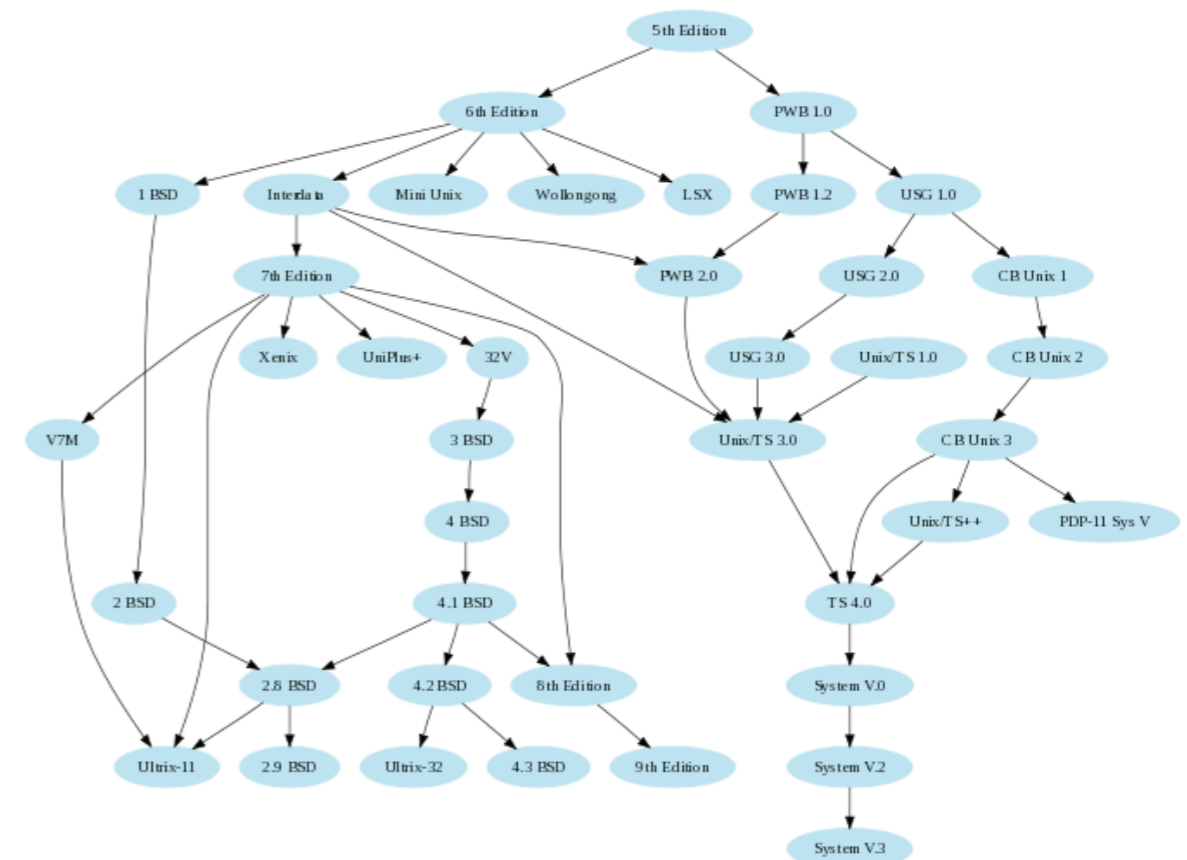 5th Edition
6th Edition
PWB 1.0
1 BSD
Interdata
Mini Unix
Wollongong
LSX
PWB 1.2
USG 1.0
7th Edition
PWB 2.0
USG 2.0
CB Unix 1
Xenix
UniPlus+
32V
USG 3.0
Unix/TS 1.0
CB Unix 2
V7M
3 BSD
Unix/TS 3.0
CB Unix 3
4 BSD
Unix/TS++
PDP-11 Sys V
2 BSD
4.1 BSD
TS 4.0
2.8 BSD
4.2 BSD
8th Edition
System V.0
Ultrix-11
2.9 BSD
Ultrix-32
4.3 BSD
9th Edition
System V.2
System V.3